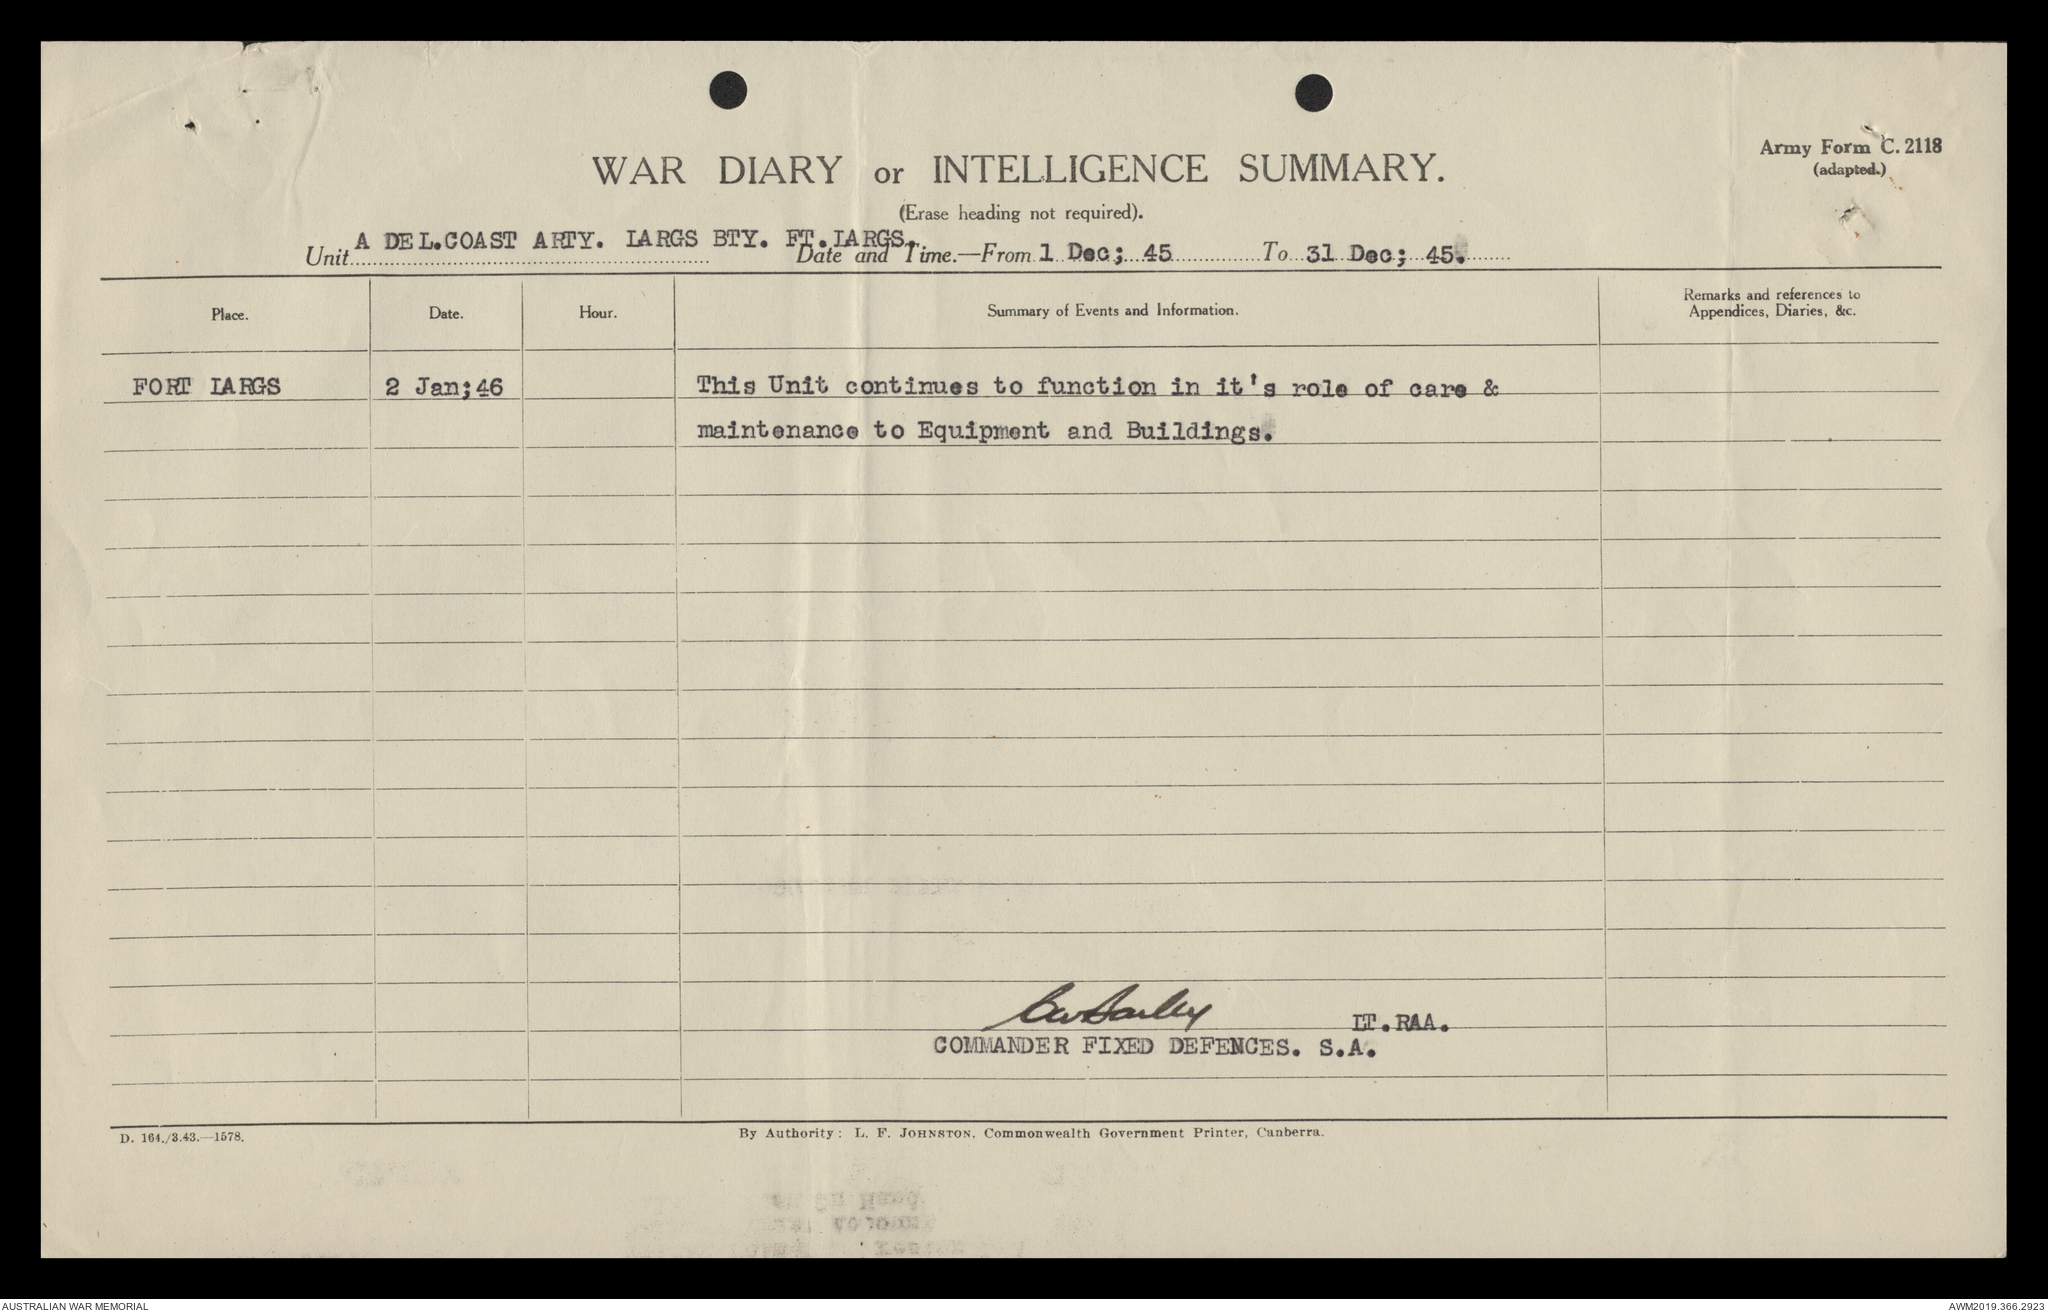 Army Form C. 2118
(adapted.)
WAR DIARY or INTELLIGENCE SUMMARY.
(Erase heading not required).
Unit A DEL.COAST ARTY. LARGS BTY. FT.LARGS. Date and Time.—From 1 Dec; 45 To 31 Dec; 45.
Place. Date. Hour. Summary of Events and Information. Remarks and references to
Appendices, Diaries, &c.
FORT LARGS 2 Jan;46 This Unit continues to function in it's role of care &
maintenance to Equipment and Buildings.
LT.RAA.
COMMANDER FIXED DEFENCES. S.A.
D. 164./3.43.—1578. By Authority: L. F. JOHNSTON, Commonwealth Government Printer, Canberra.
AUSTRALIAN WAR MEMORIAL AWM2019.366.2923